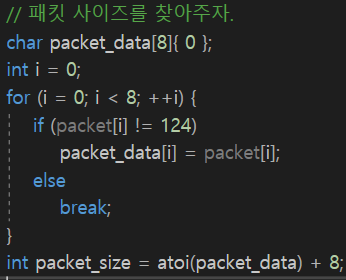 // 패킷 사이즈를 찾아주자.
char packet_data[8]{ 0 };
int i = 0;
for (i = 0; i < 8; ++i) {
if (packet[i] != 124)
packet_data[i] = packet[i];
else
break;
}
int packet_size = atoi(packet_data) + 8;